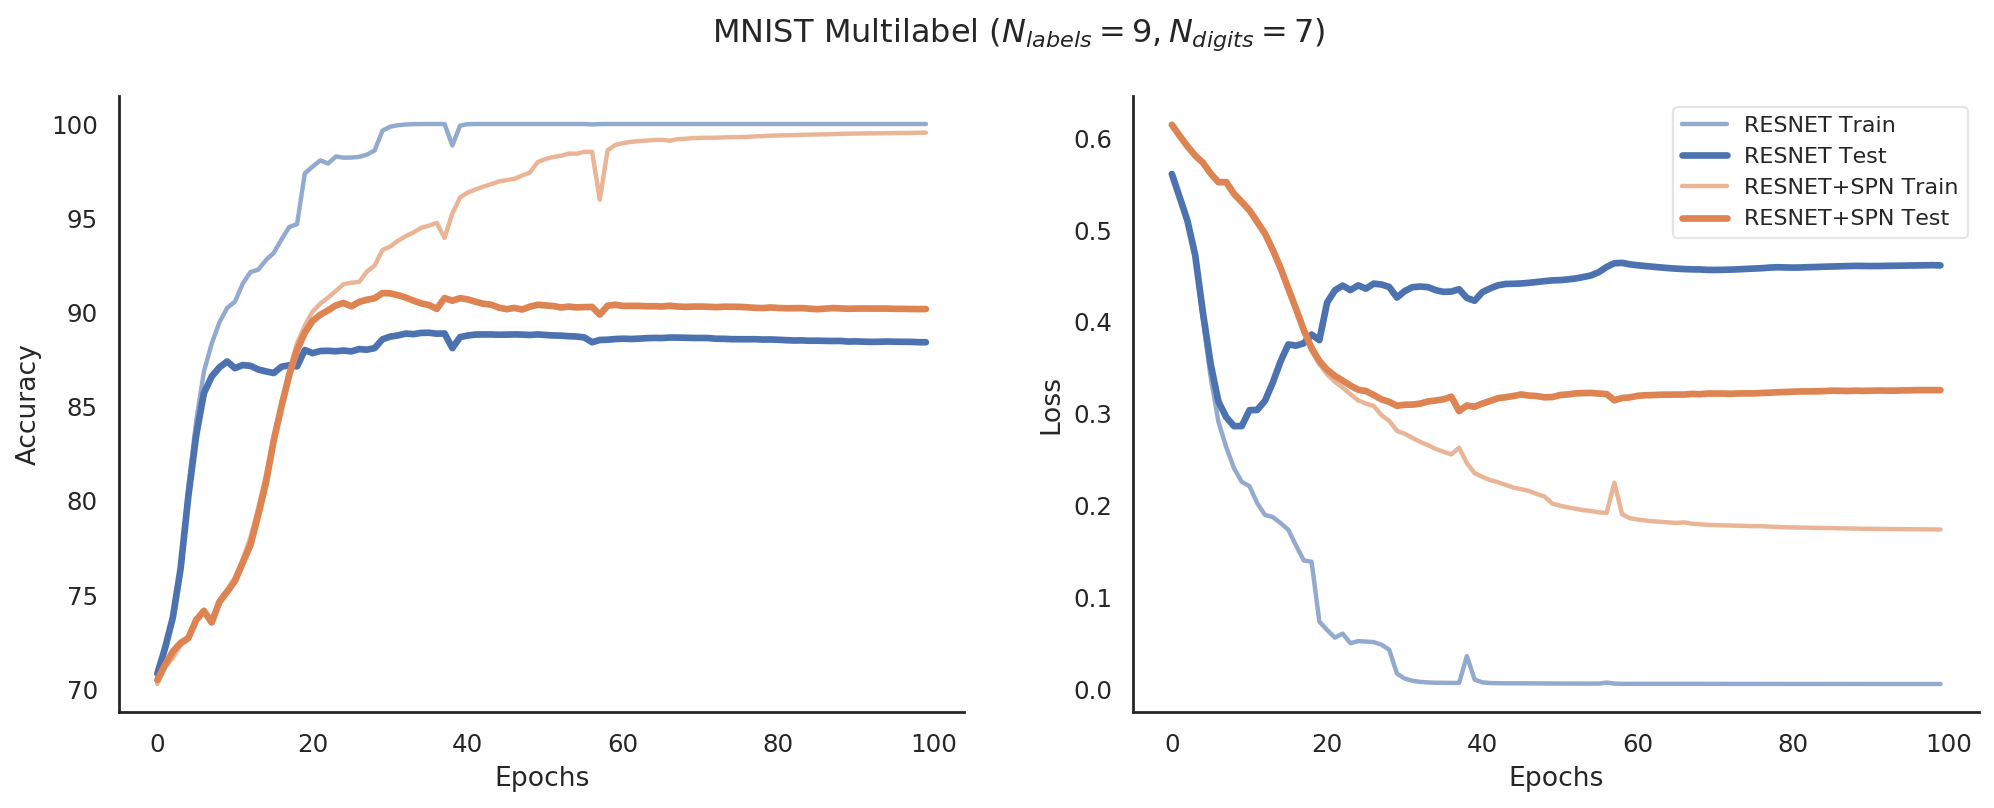 MNIST Multilabel (N_labels = 9, N_digits = 7)
100
95
90
85
80
75
70
Accuracy
0 20 40 60 80 100
Epochs
0.6
0.5
0.4
0.3
0.2
0.1
0.0
Loss
0 20 40 60 80 100
Epochs
RESNET Train
RESNET Test
RESNET+SPN Train
RESNET+SPN Test